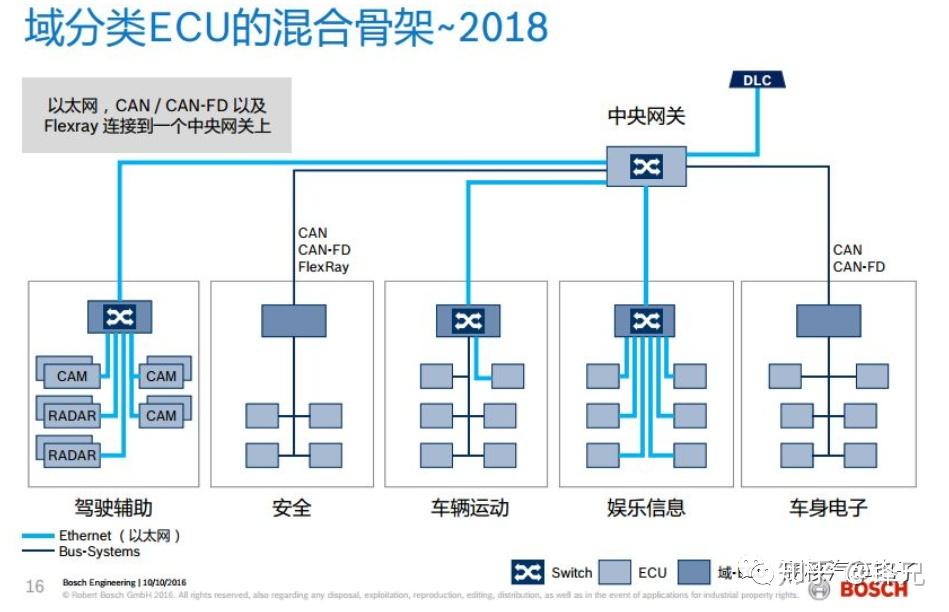 域分类ECU的混合骨架~2018
以太网，CAN / CAN-FD 以及
Flexray 连接到一个中央网关上
DLC
中央网关
CAN
CAN-FD
FlexRay
CAN
CAN-FD
CAM
CAM
RADAR
CAM
RADAR
驾驶辅助
安全
车辆运动
娱乐信息
车身电子
Ethernet（以太网）
Bus-Systems
Switch
ECU
域-
知乎 @铭记
16
Bosch Engineering | 10/10/2016
© Robert Bosch GmbH 2016. All rights reserved, also regarding any disposal, exploitation, reproduction, editing, distribution, as well as in the event of applications for industrial property rights.
BOSCH